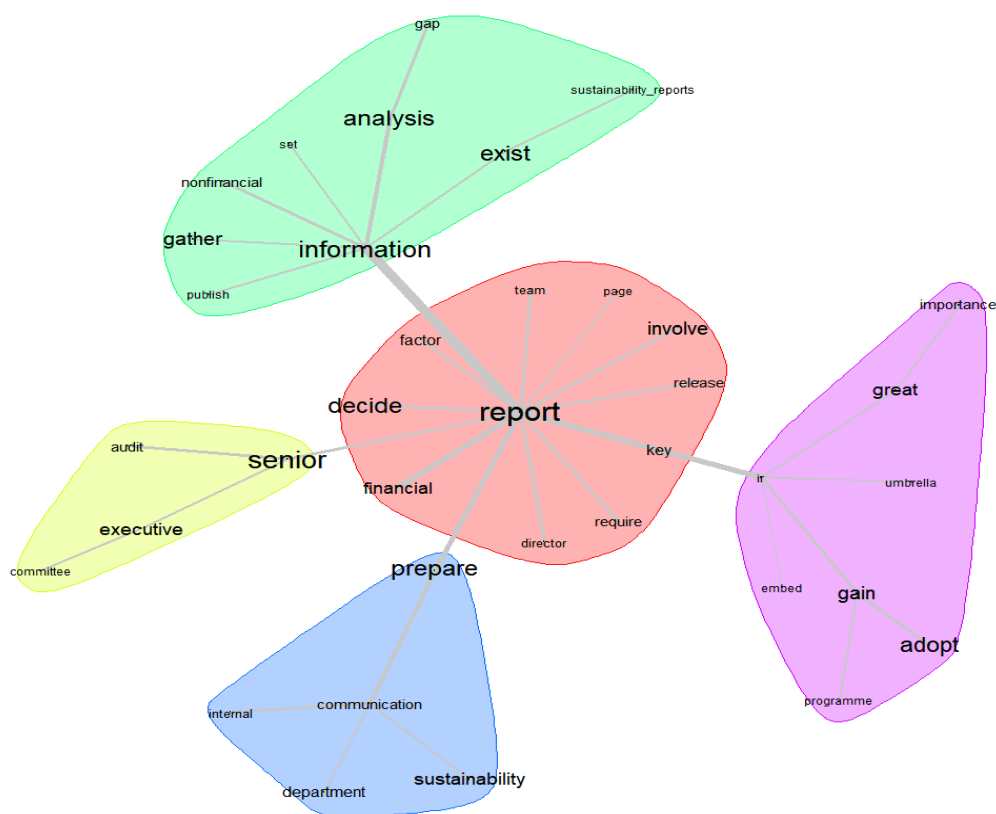 gap
sustainability_reports
analysis
set
exist
nonfinancial
gather
information
publish
team
page
importance
factor
involve
release
great
decide
report
key
audit
senior
ir
umbrella
financial
executive
require
director
committee
prepare
embed
gain
adopt
programme
communication
internal
sustainability
department